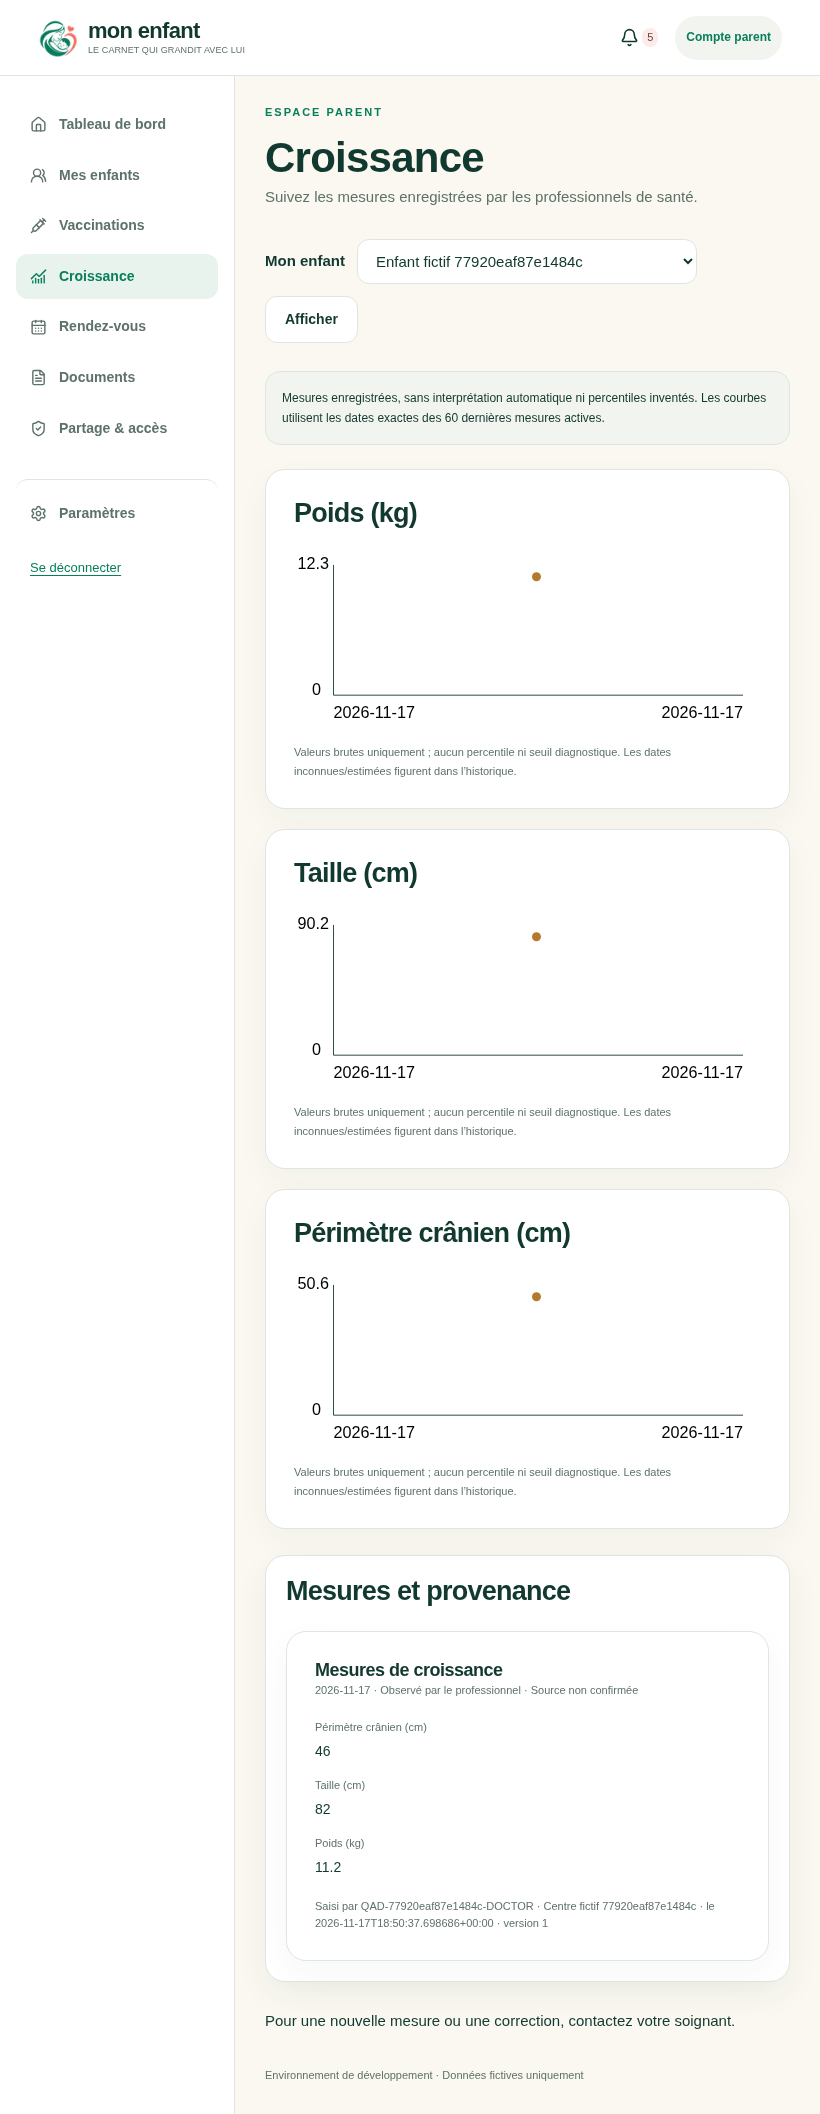 mon enfant
LE CARNET QUI GRANDIT AVEC LUI
5
Compte parent
Tableau de bord
Mes enfants
Vaccinations
Croissance
Rendez-vous
Documents
Partage & accès
Paramètres
Se déconnecter
ESPACE PARENT
Croissance
Suivez les mesures enregistrées par les professionnels de santé.
Mon enfant
Enfant fictif 77920eaf87e1484c
Afficher
Mesures enregistrées, sans interprétation automatique ni percentiles inventés. Les courbes
utilisent les dates exactes des 60 dernières mesures actives.
Poids (kg)
12.3
0
2026-11-17 2026-11-17
Valeurs brutes uniquement ; aucun percentile ni seuil diagnostique. Les dates
inconnues/estimées figurent dans l'historique.
Taille (cm)
90.2
0
2026-11-17 2026-11-17
Valeurs brutes uniquement ; aucun percentile ni seuil diagnostique. Les dates
inconnues/estimées figurent dans l'historique.
Périmètre crânien (cm)
50.6
0
2026-11-17 2026-11-17
Valeurs brutes uniquement ; aucun percentile ni seuil diagnostique. Les dates
inconnues/estimées figurent dans l'historique.
Mesures et provenance
Mesures de croissance
2026-11-17 · Observé par le professionnel · Source non confirmée
Périmètre crânien (cm)
46
Taille (cm)
82
Poids (kg)
11.2
Saisi par QAD-77920eaf87e1484c-DOCTOR · Centre fictif 77920eaf87e1484c · le
2026-11-17T18:50:37.698686+00:00 · version 1
Pour une nouvelle mesure ou une correction, contactez votre soignant.
Environnement de développement · Données fictives uniquement